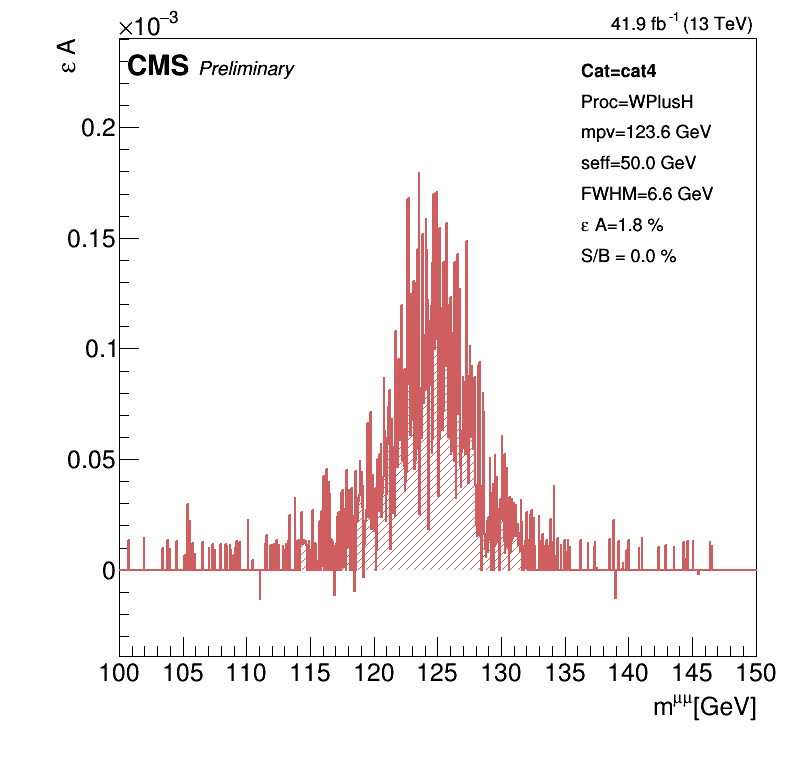 ×10⁻³
41.9 fb⁻¹ (13 TeV)
ε A
CMS Preliminary
Cat=cat4
Proc=WPlusH
mpv=123.6 GeV
seff=50.0 GeV
FWHM=6.6 GeV
ε A=1.8 %
S/B = 0.0 %
0.2
0.15
0.1
0.05
0
100 105 110 115 120 125 130 135 140 145 150
m^μμ[GeV]